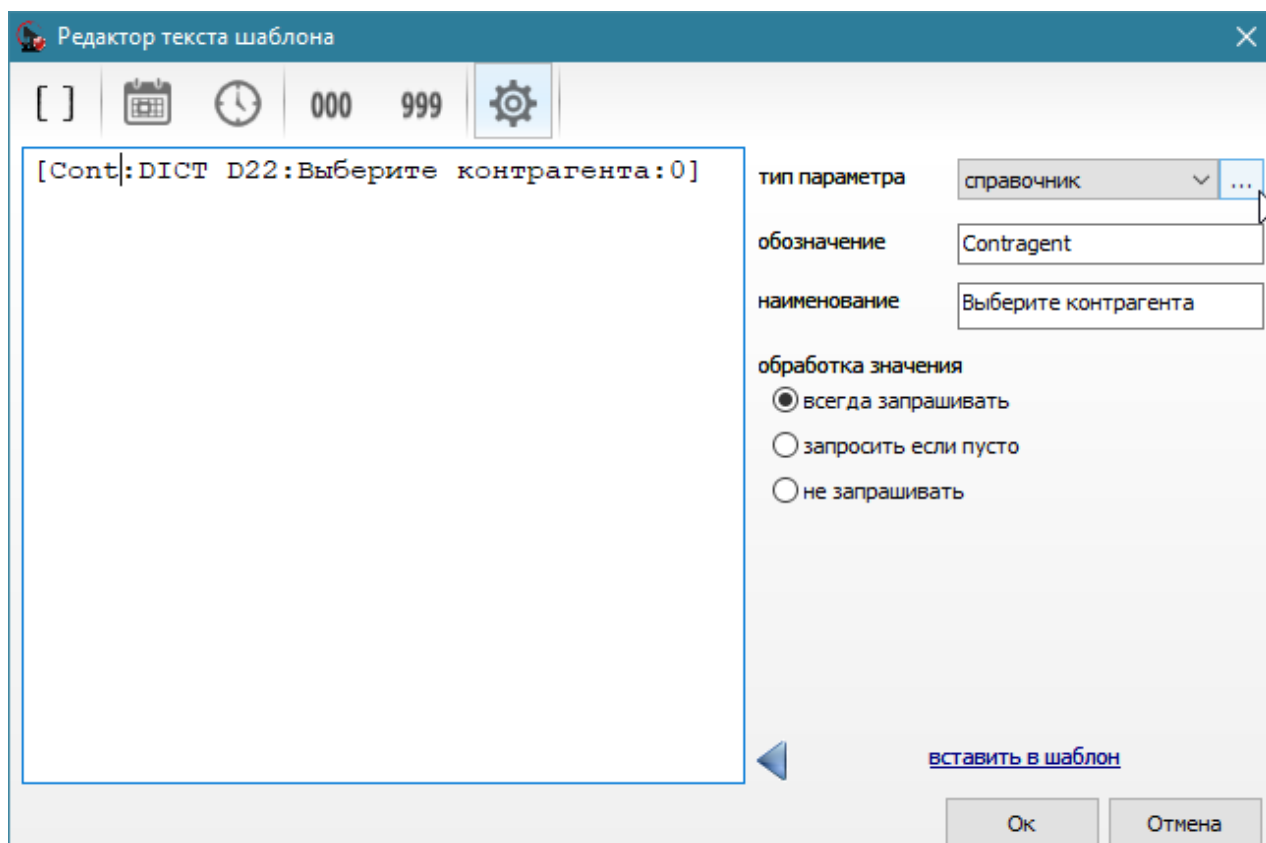 Редактор текста шаблона
[ ] 000 999
[Cont:DICT D22:Выберите контрагента:0]
тип параметра справочник ...
обозначение Contragent
наименование Выберите контрагента
обработка значения
всегда запрашивать
запросить если пусто
не запрашивать
вставить в шаблон
Ок Отмена